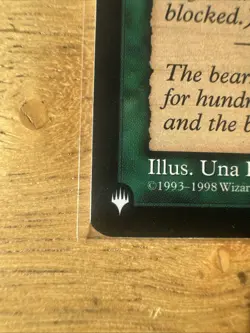 blocked.
The bear
for hundr
and the b
Illus. Una
©1993–1998 Wizar